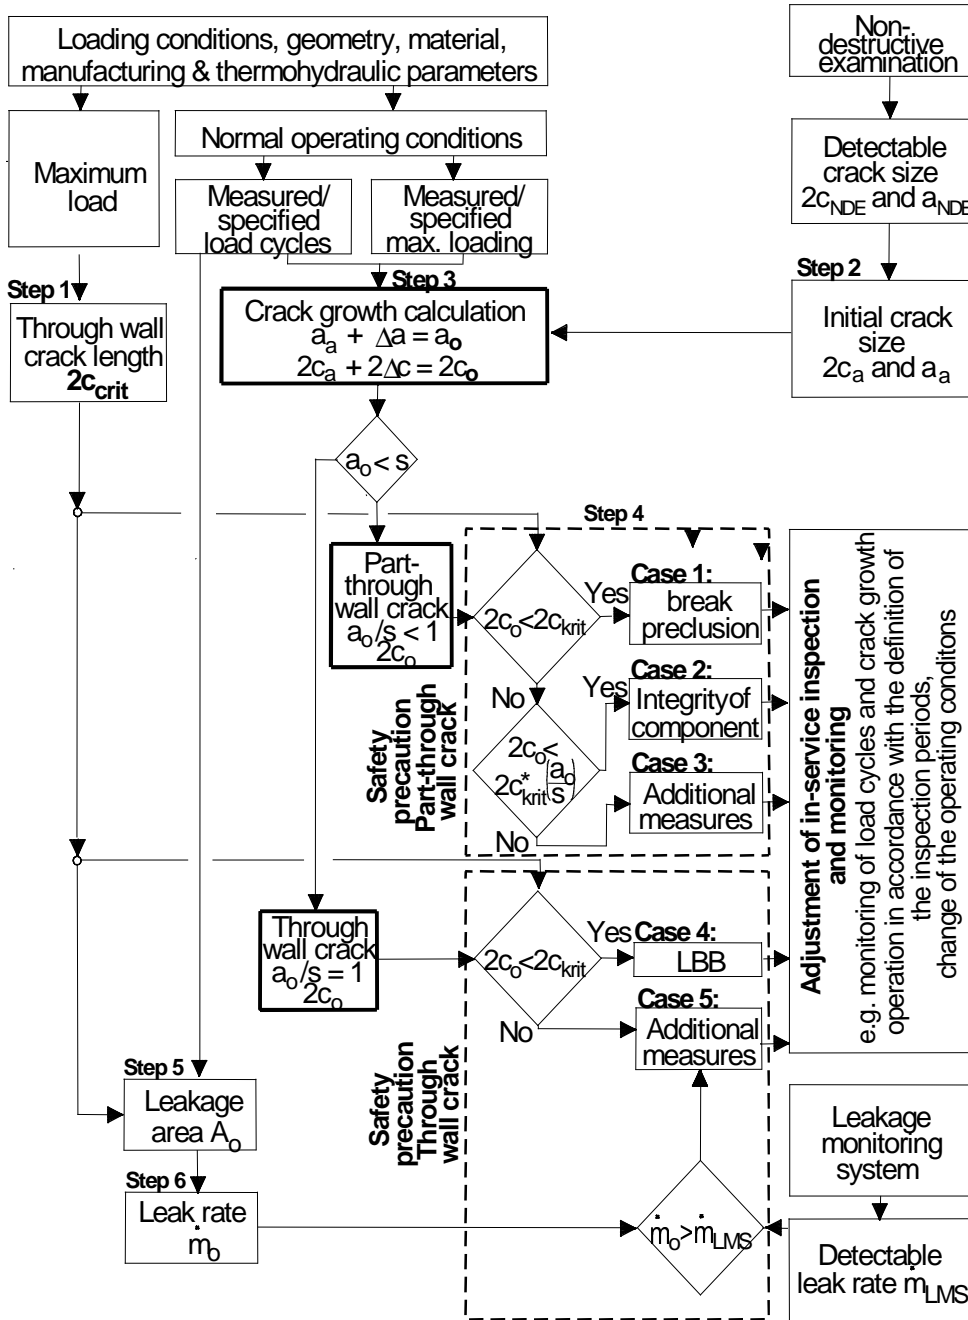 Loading conditions, geometry, material,
manufacturing & thermohydraulic parameters
Non-
destructive
examination
Maximum
load
Normal operating conditions
Measured/
specified
load cycles
Measured/
specified
max. loading
Detectable
crack size
2c_NDE and a_NDE
Step 1
Through wall
crack length
2c_crit
Step 3
Crack growth calculation
a_a + Δa = a_o
2c_a + 2Δc = 2c_o
Step 2
Initial crack
size
2c_a and a_a
a_o < s
Part-
through
wall crack
a_o/s < 1
2c_o
Step 4
Safety
precaution
Part-through
wall crack
2c_o<2c_krit
Yes
Case 1:
break
preclusion
No
2c_o<
2c*_krit(a_o/s)
Yes
Case 2:
Integrity of
component
No
Case 3:
Additional
measures
Through
wall crack
a_o/s = 1
2c_o
Safety
precaution
Through
wall crack
2c_o<2c_krit
Yes
Case 4:
LBB
No
Case 5:
Additional
measures
Adjustment of in-service inspection
and monitoring
e.g. monitoring of load cycles and crack growth
operation in accordance with the definition of
the inspection periods,
change of the operating conditons
Step 5
Leakage
area A_o
Step 6
Leak rate
ṁ_o
ṁ_o>ṁ_LMS
Leakage
monitoring
system
Detectable
leak rate ṁ_LMS